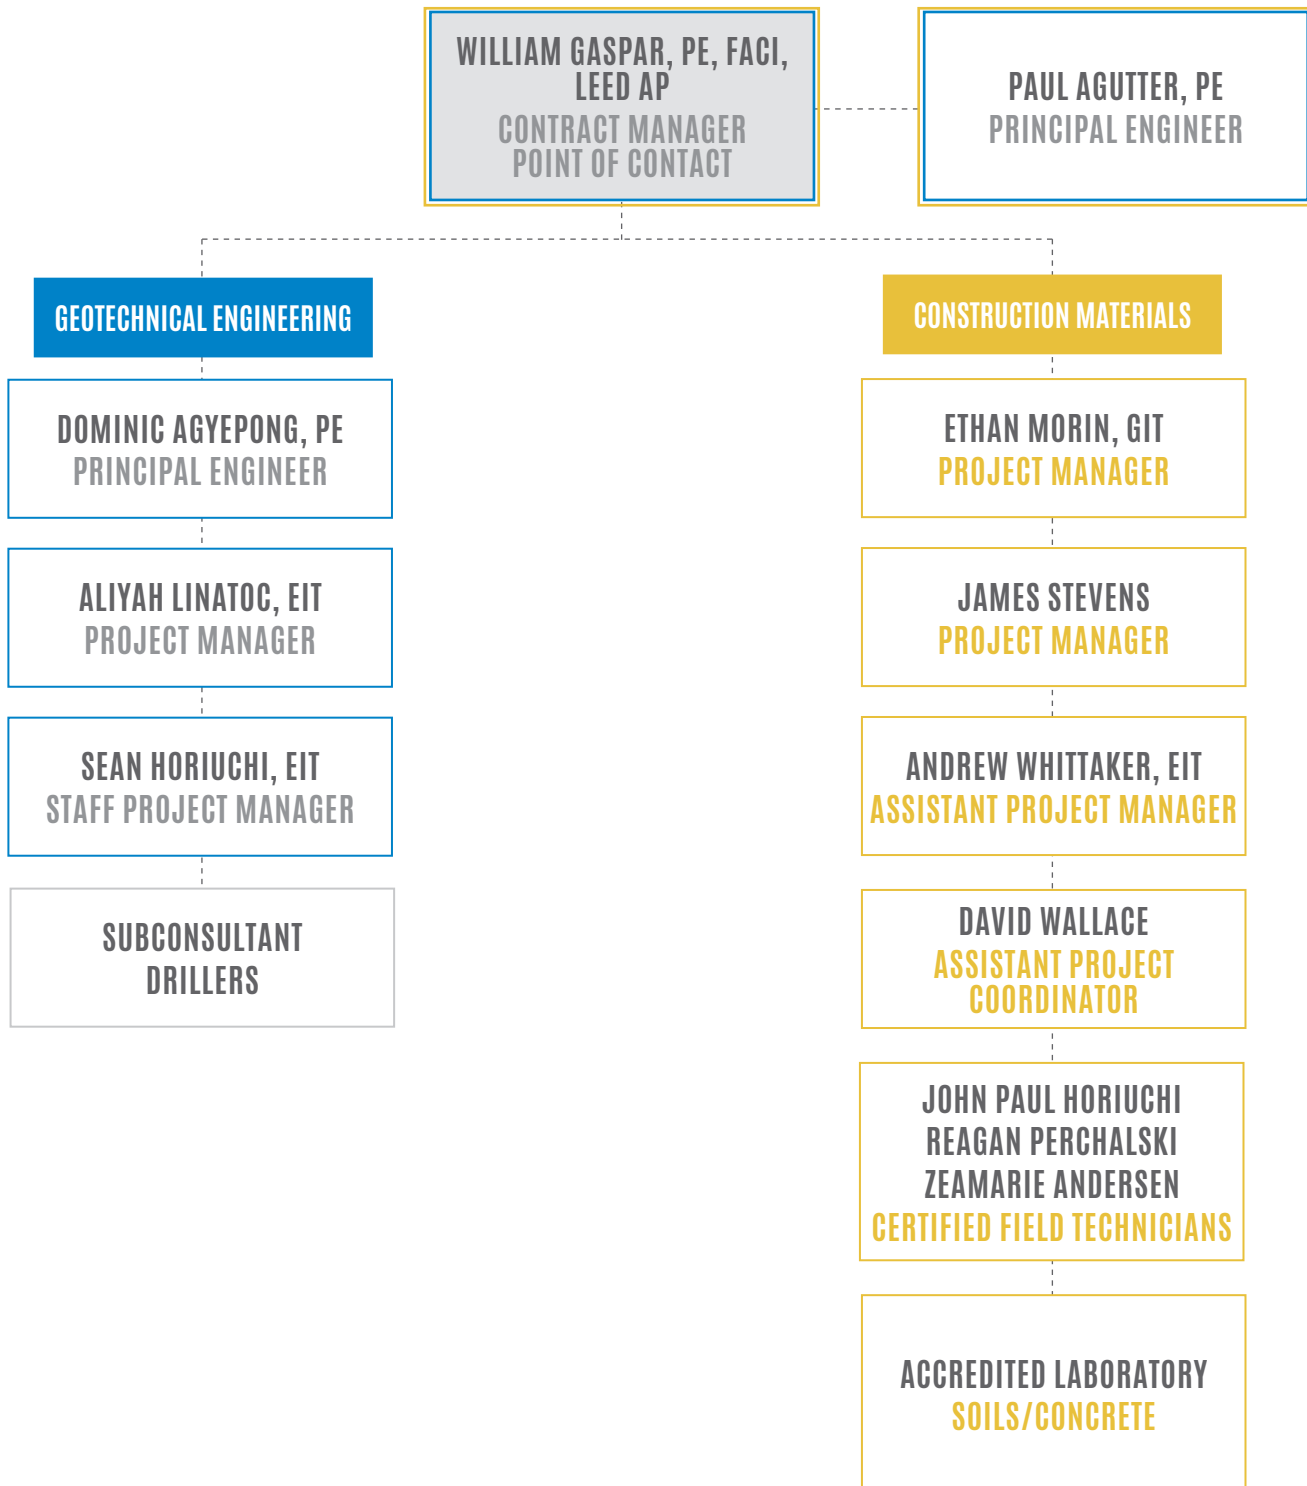 WILLIAM GASPAR, PE, FACI,
LEED AP
CONTRACT MANAGER
POINT OF CONTACT
PAUL AGUTTER, PE
PRINCIPAL ENGINEER
GEOTECHNICAL ENGINEERING
DOMINIC AGYEPONG, PE
PRINCIPAL ENGINEER
ALIYAH LINATOC, EIT
PROJECT MANAGER
SEAN HORIUCHI, EIT
STAFF PROJECT MANAGER
SUBCONSULTANT
DRILLERS
CONSTRUCTION MATERIALS
ETHAN MORIN, GIT
PROJECT MANAGER
JAMES STEVENS
PROJECT MANAGER
ANDREW WHITTAKER, EIT
ASSISTANT PROJECT MANAGER
DAVID WALLACE
ASSISTANT PROJECT
COORDINATOR
JOHN PAUL HORIUCHI
REAGAN PERCHALSKI
ZEAMARIE ANDERSEN
CERTIFIED FIELD TECHNICIANS
ACCREDITED LABORATORY
SOILS/CONCRETE